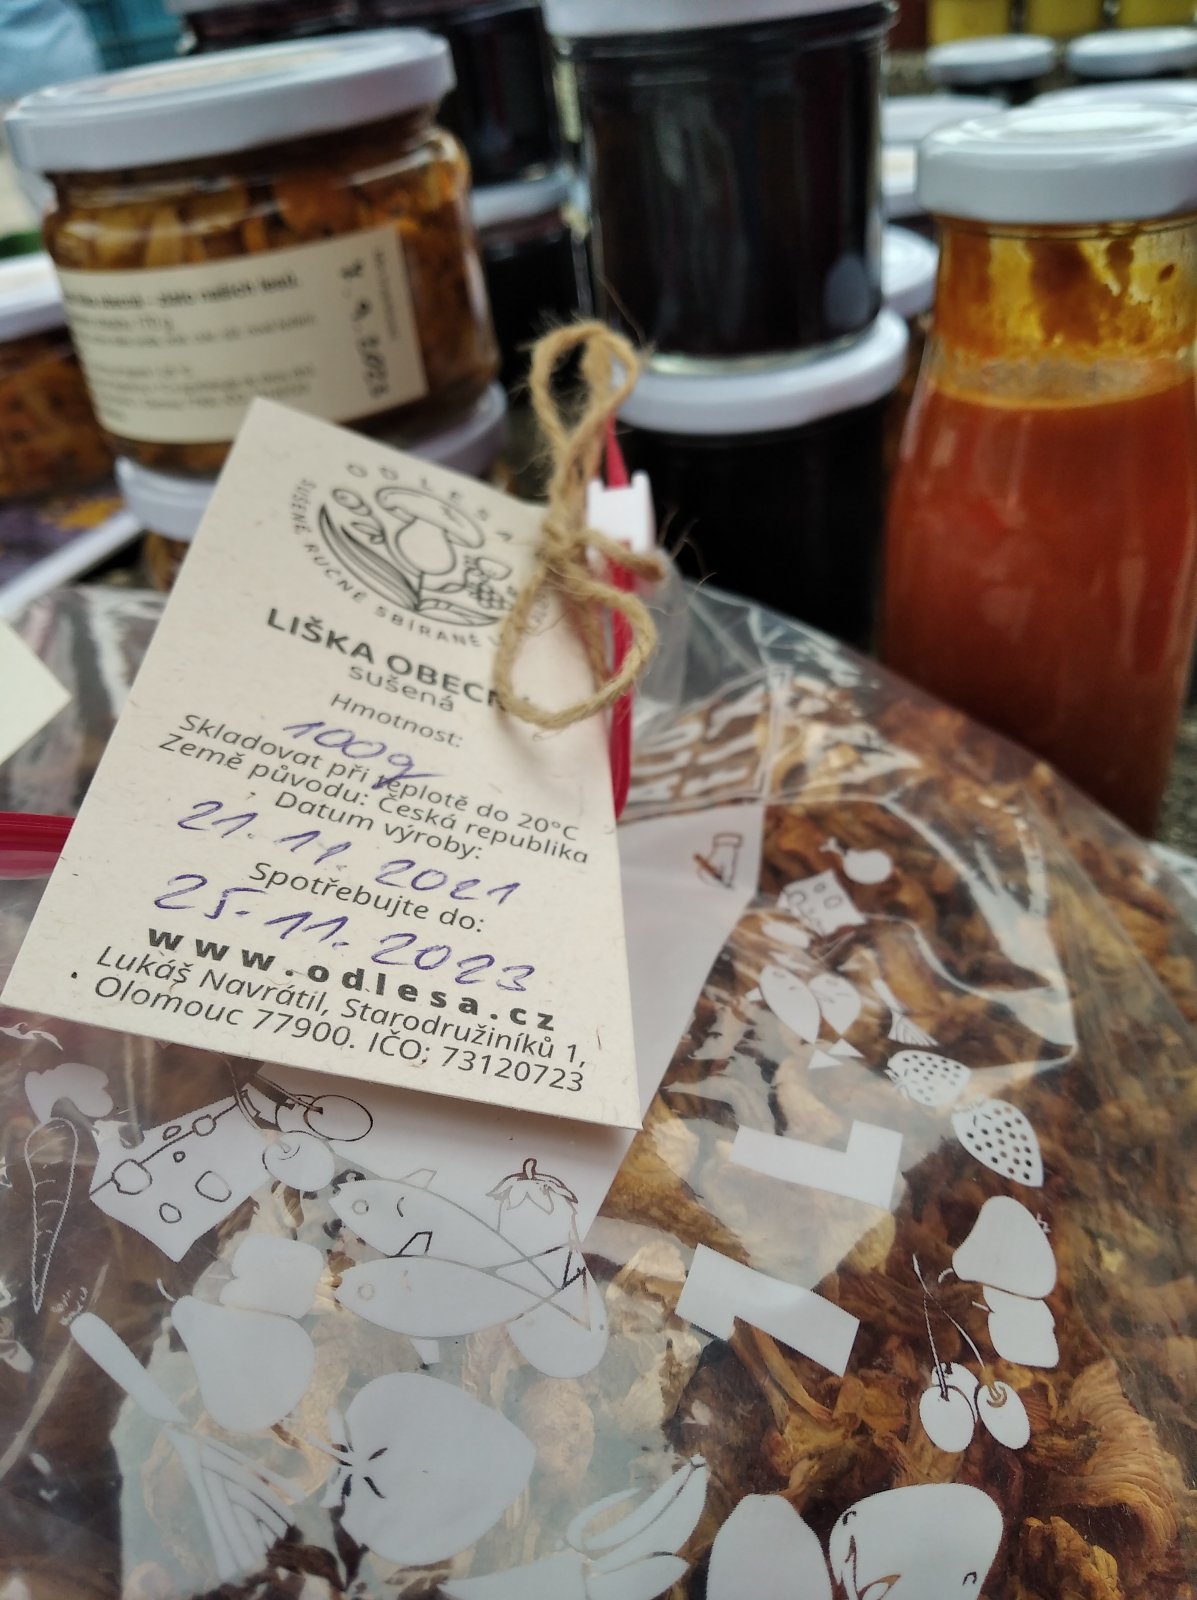 ODLESA
SUŠENÉ, RUČNĚ SBÍRANÉ
LIŠKA
sušená
Hmotnost:
100g
Skladovat při teplotě do 20°C
Země původu: Česká republika
Datum výroby:
21.11.2021
Spotřebujte do:
25.11.2023
www.odlesa.cz
Lukáš Navrátil, Starodružiníků 1,
Olomouc 77900. IČO: 73120723